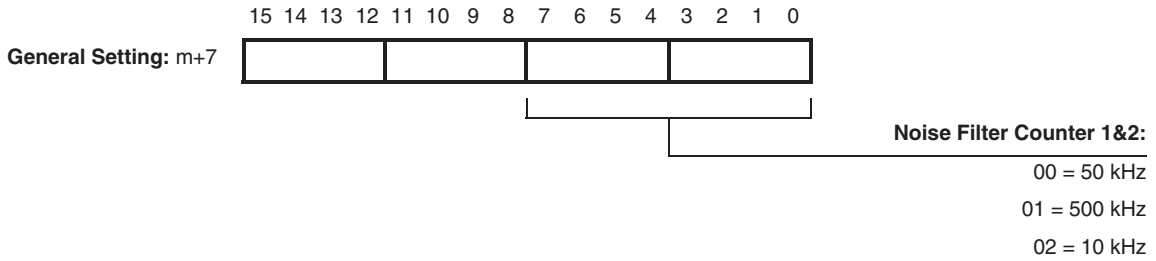 15 14 13 12 11 10 9 8 7 6 5 4 3 2 1 0
General Setting: m+7
Noise Filter Counter 1&2:
00 = 50 kHz
01 = 500 kHz
02 = 10 kHz